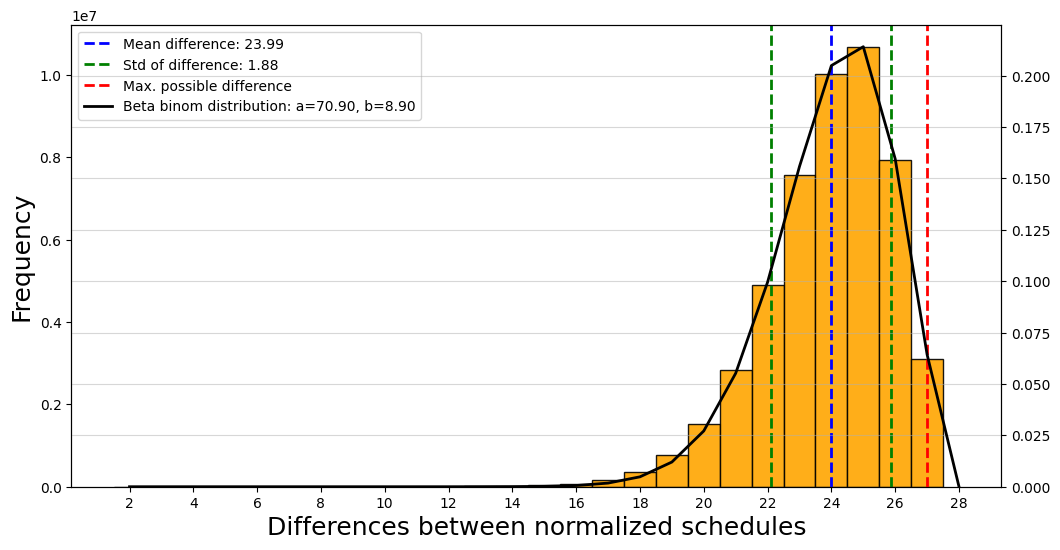 1e7
Mean difference: 23.99
Std of difference: 1.88
Max. possible difference
Beta binom distribution: a=70.90, b=8.90
Frequency
1.0
0.8
0.6
0.4
0.2
0.0
0.200
0.175
0.150
0.125
0.100
0.075
0.050
0.025
0.000
2 4 6 8 10 12 14 16 18 20 22 24 26 28
Differences between normalized schedules